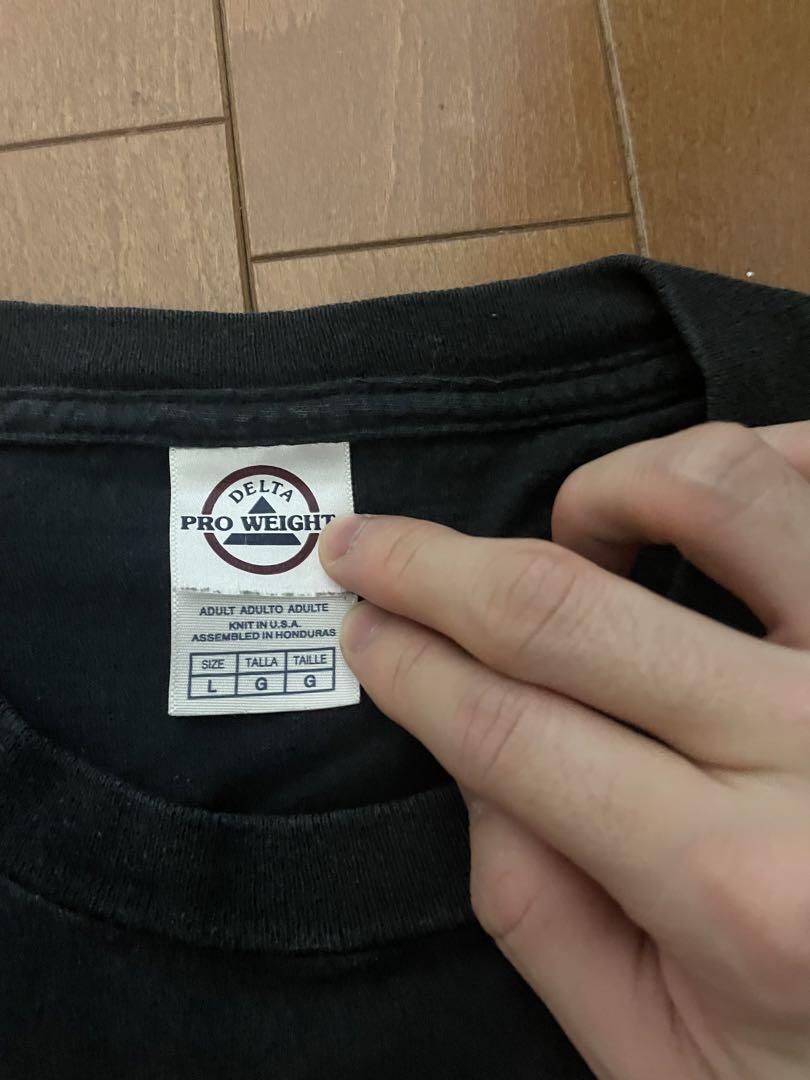 DELTA
PRO WEIGHT
ADULT ADULTO ADULTE
KNIT IN U.S.A.
ASSEMBLED IN HONDURAS
SIZE TALLA TAILLE
L G G